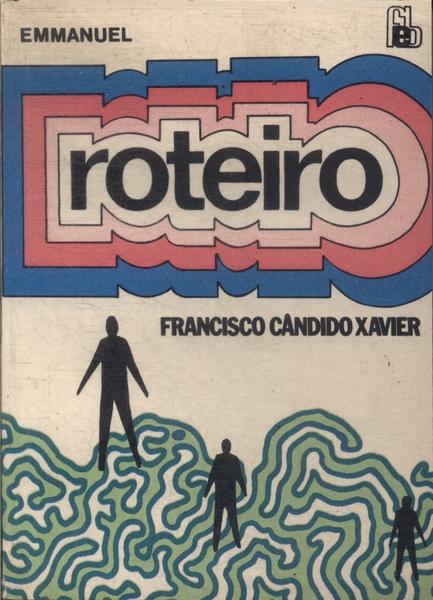 EMMANUEL
feb
roteiro
FRANCISCO CÂNDIDO XAVIER